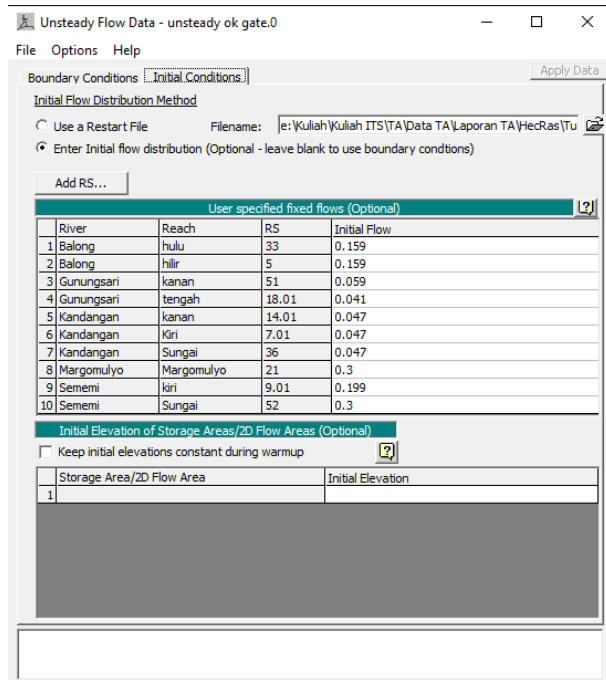 Unsteady Flow Data - unsteady ok gate.0
File Options Help
Boundary Conditions Initial Conditions Apply Data
Initial Flow Distribution Method
Use a Restart File Filename: e:\Kuliah\Kuliah ITS\TA\Data TA\Laporan TA\HecRas\Tu
Enter Initial flow distribution (Optional - leave blank to use boundary condtions)
Add RS...
User specified fixed flows (Optional)
River Reach RS Initial Flow
1 Balong hulu 33 0.159
2 Balong hilir 5 0.159
3 Gunungsari kanan 51 0.059
4 Gunungsari tengah 18.01 0.041
5 Kandangan kanan 14.01 0.047
6 Kandangan Kiri 7.01 0.047
7 Kandangan Sungai 36 0.047
8 Margomulyo Margomulyo 21 0.3
9 Sememi kiri 9.01 0.199
10 Sememi Sungai 52 0.3
Initial Elevation of Storage Areas/2D Flow Areas (Optional)
Keep initial elevations constant during warmup
Storage Area/2D Flow Area Initial Elevation
1